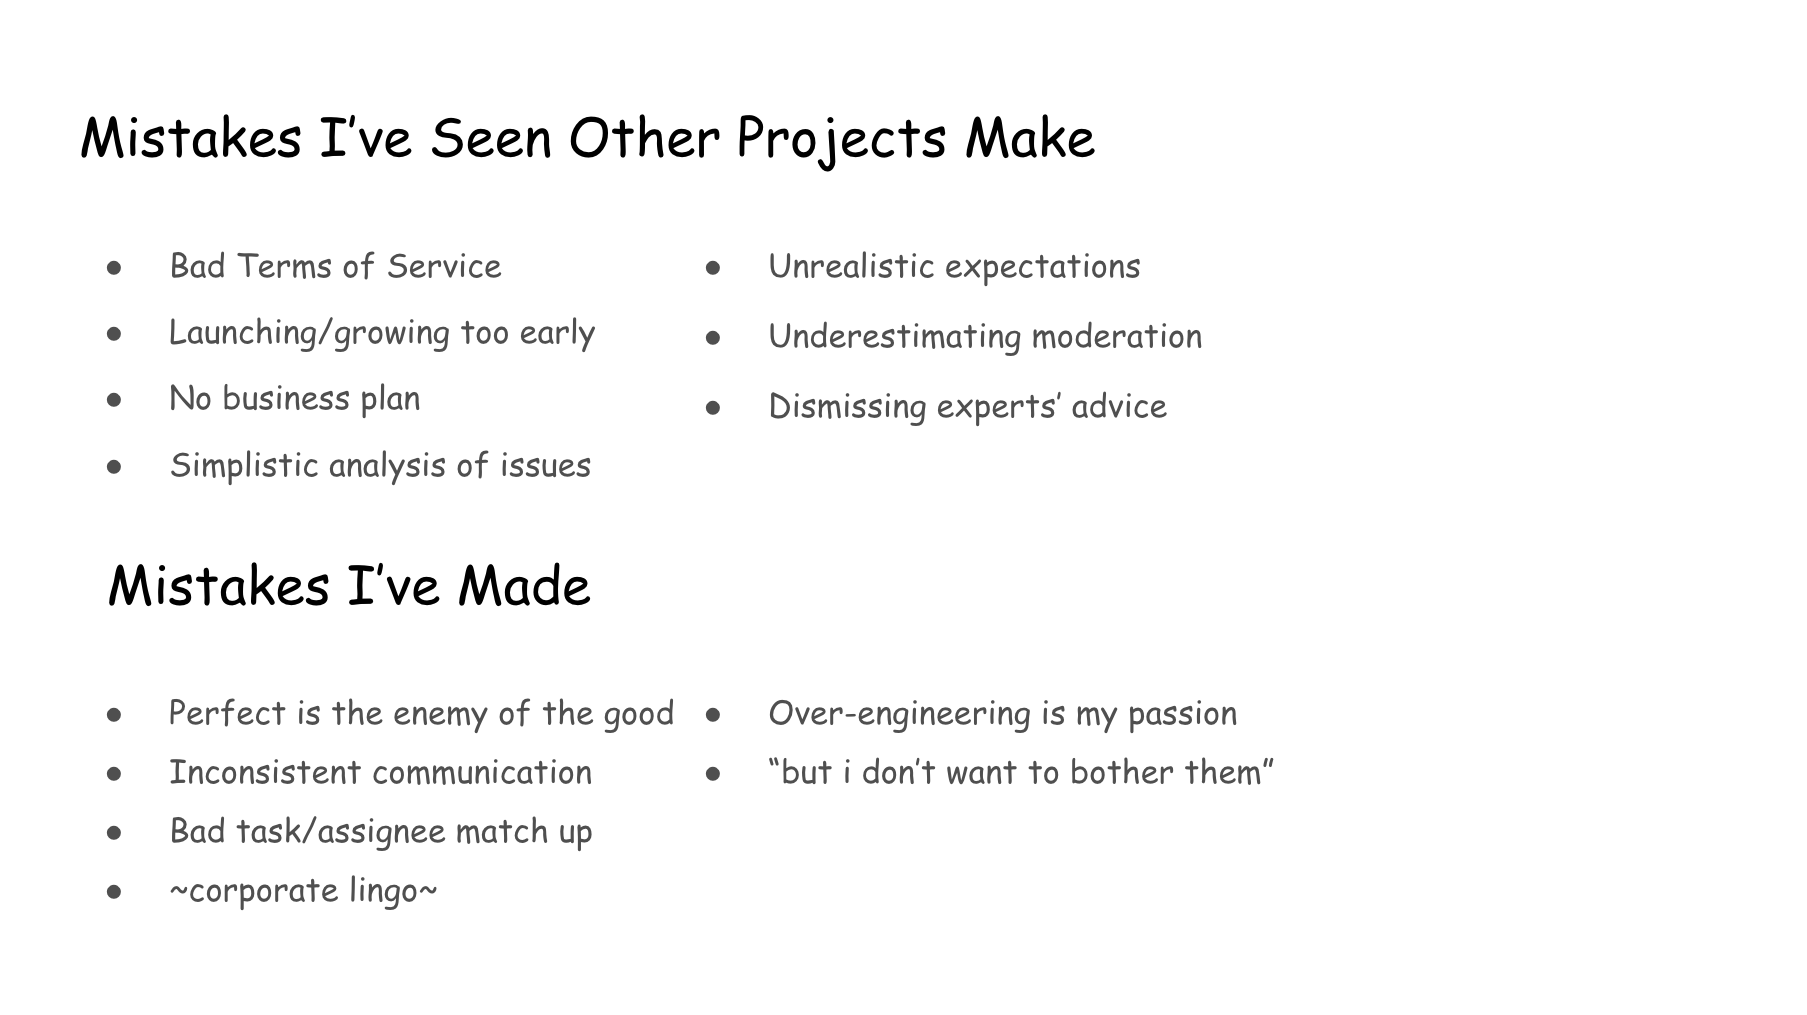 Mistakes I’ve Seen Other Projects Make
● Bad Terms of Service
● Launching/growing too early
● No business plan
● Simplistic analysis of issues
● Unrealistic expectations
● Underestimating moderation
● Dismissing experts’ advice
Mistakes I’ve Made
● Perfect is the enemy of the good
● Inconsistent communication
● Bad task/assignee match up
● ~corporate lingo~
● Over-engineering is my passion
● “but i don’t want to bother them”